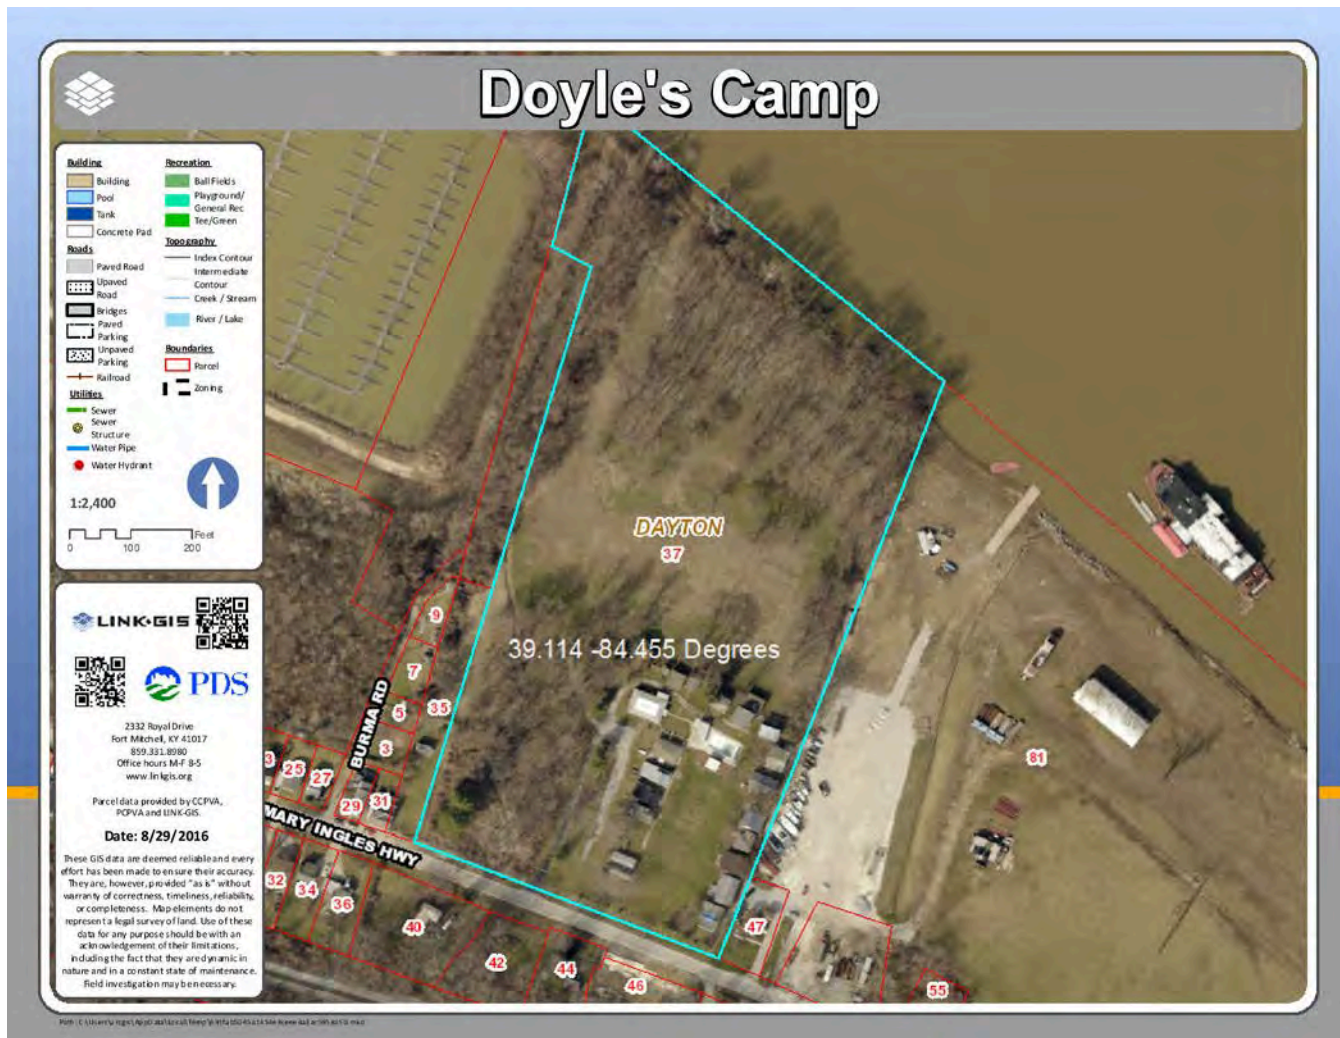 Doyle's Camp
Building
Building
Pool
Tank
Concrete Pad
Roads
Paved Road
Upaved
Road
Bridges
Paved
Parking
Unpaved
Parking
Railroad
Utilities
Sewer
Sewer
Structure
Water Pipe
Water Hydrant
Recreation
Ball Fields
Playground/
General Rec
Tee/Green
Topography
Index Contour
Intermediate
Contour
Creek / Stream
River / Lake
Boundaries
Parcel
Zoning
1:2,400
Feet
0 100 200
LINK-GIS
PDS
2332 Royal Drive
Fort Mitchell, KY 41017
859.331.8980
Office hours M-F 8-5
www.linkgis.org
Parcel data provided by CCPVA,
PCPVA and LINK-GIS.
Date: 8/29/2016
These GIS data are deemed reliable and every
effort has been made to ensure their accuracy.
They are, however, provided "as is" without
warranty of correctness, timeliness, reliability,
or completeness. Map elements do not
represent a legal survey of land. Use of these
data for any purpose should be with an
acknowledgement of their limitations,
including the fact that they are dynamic in
nature and in a constant state of maintenance.
Field investigation may be necessary.
DAYTON
37
39.114 -84.455 Degrees
9
7
5
35
3
BURMA RD
3
25
27
29
31
MARY INGLES HWY
32
34
36
40
42
44
46
47
55
81